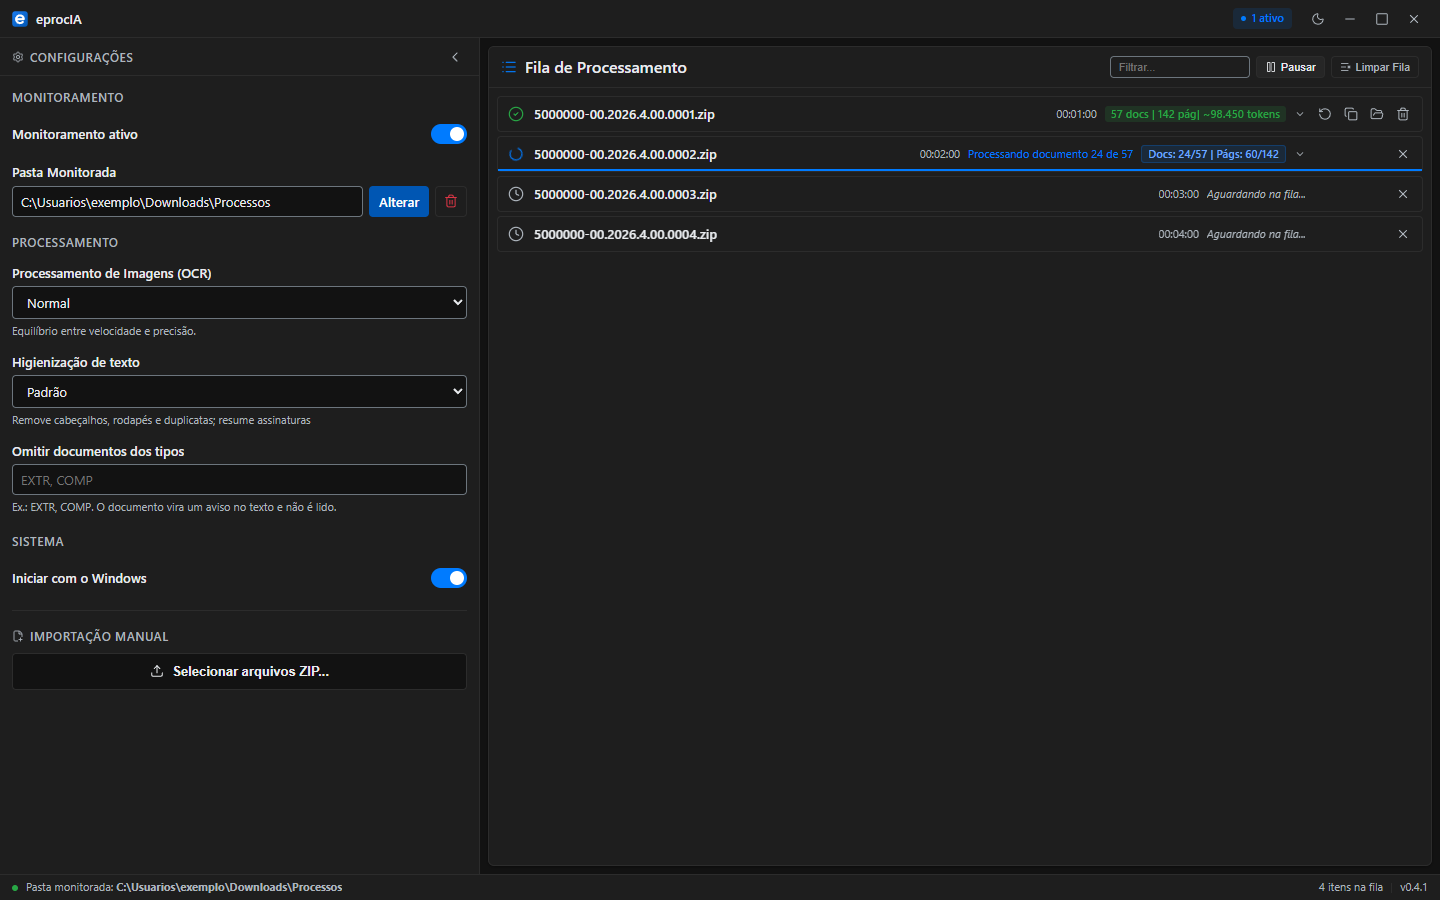 eprocIA
1 ativo
CONFIGURAÇÕES
MONITORAMENTO
Monitoramento ativo
Pasta Monitorada
C:\Usuarios\exemplo\Downloads\Processos
Alterar
PROCESSAMENTO
Processamento de Imagens (OCR)
Normal
Equilíbrio entre velocidade e precisão.
Higienização de texto
Padrão
Remove cabeçalhos, rodapés e duplicatas; resume assinaturas
Omitir documentos dos tipos
EXTR, COMP
Ex.: EXTR, COMP. O documento vira um aviso no texto e não é lido.
SISTEMA
Iniciar com o Windows
IMPORTAÇÃO MANUAL
Selecionar arquivos ZIP...
Fila de Processamento
Filtrar...
Pausar
Limpar Fila
5000000-00.2026.4.00.0001.zip 00:01:00 57 docs | 142 pág| ~98.450 tokens
5000000-00.2026.4.00.0002.zip 00:02:00 Processando documento 24 de 57 Docs: 24/57 | Págs: 60/142
5000000-00.2026.4.00.0003.zip 00:03:00 Aguardando na fila...
5000000-00.2026.4.00.0004.zip 00:04:00 Aguardando na fila...
Pasta monitorada: C:\Usuarios\exemplo\Downloads\Processos
4 itens na fila
v0.4.1